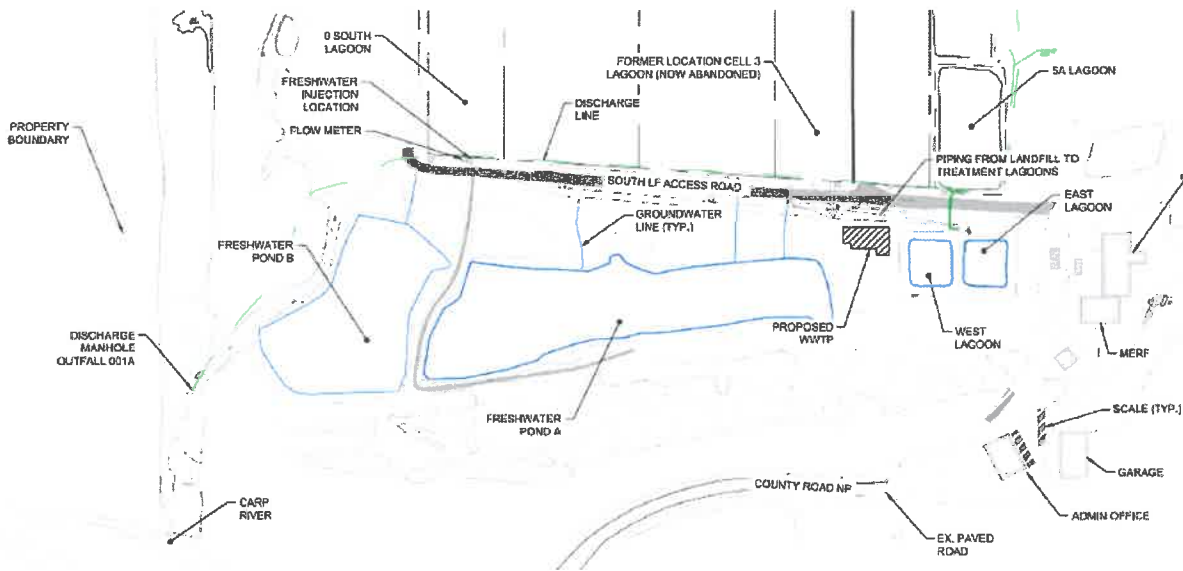 0 SOUTH
LAGOON
FRESHWATER
INJECTION
LOCATION
FLOW METER
PROPERTY
BOUNDARY
FORMER LOCATION CELL 3
LAGOON (NOW ABANDONED)
DISCHARGE
LINE
5A LAGOON
SOUTH LF ACCESS ROAD
PIPING FROM LANDFILL TO
TREATMENT LAGOONS
EAST
LAGOON
GROUNDWATER
LINE (TYP.)
FRESHWATER
POND B
DISCHARGE
MANHOLE
OUTFALL 001A
PROPOSED
WWTP
WEST
LAGOON
MERF
FRESHWATER
POND A
SCALE (TYP.)
GARAGE
COUNTY ROAD NP
ADMIN OFFICE
CARP
RIVER
EX. PAVED
ROAD